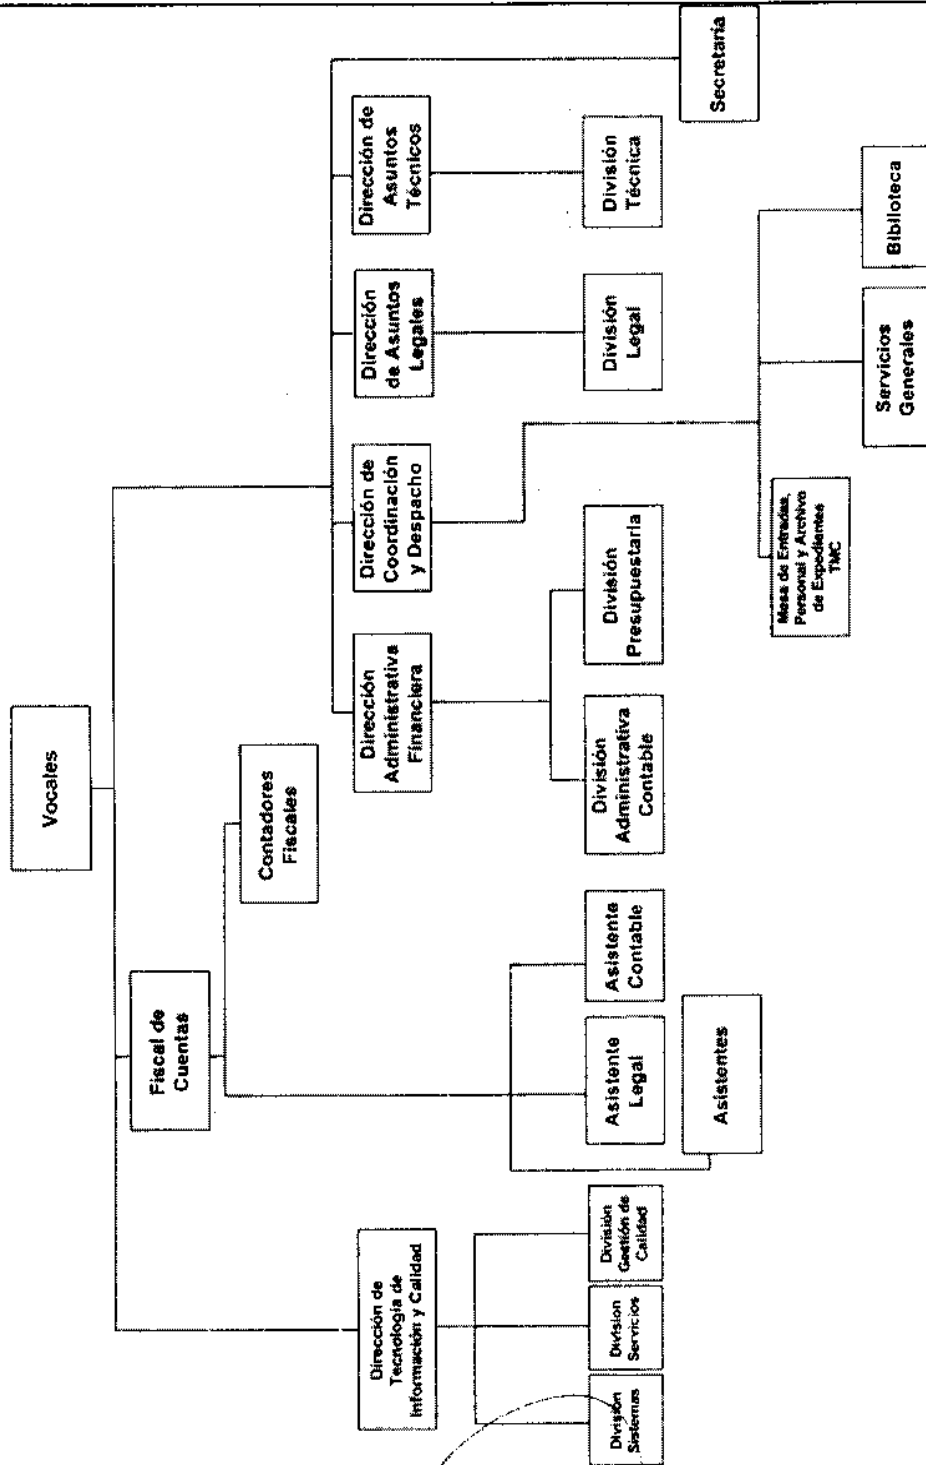 Vocales
Fiscal de
Cuentas
Contadores
Fiscales
Dirección de
Tecnología de
Información y Calidad
Dirección
Administrativa
Financiera
Dirección de
Coordinación
y Despacho
Dirección
de Asuntos
Legales
Dirección de
Asuntos
Técnicos
División
Sistemas
Division
Servicios
División
Gestión de
Calidad
Asistente
Legal
Asistente
Contable
División
Administrativa
Contable
División
Presupuestaria
División
Legal
División
Técnica
Asistentes
Secretaria
Mesa de Entradas,
Personal y Archivo
de Expedientes
TMC
Servicios
Generales
Biblioteca